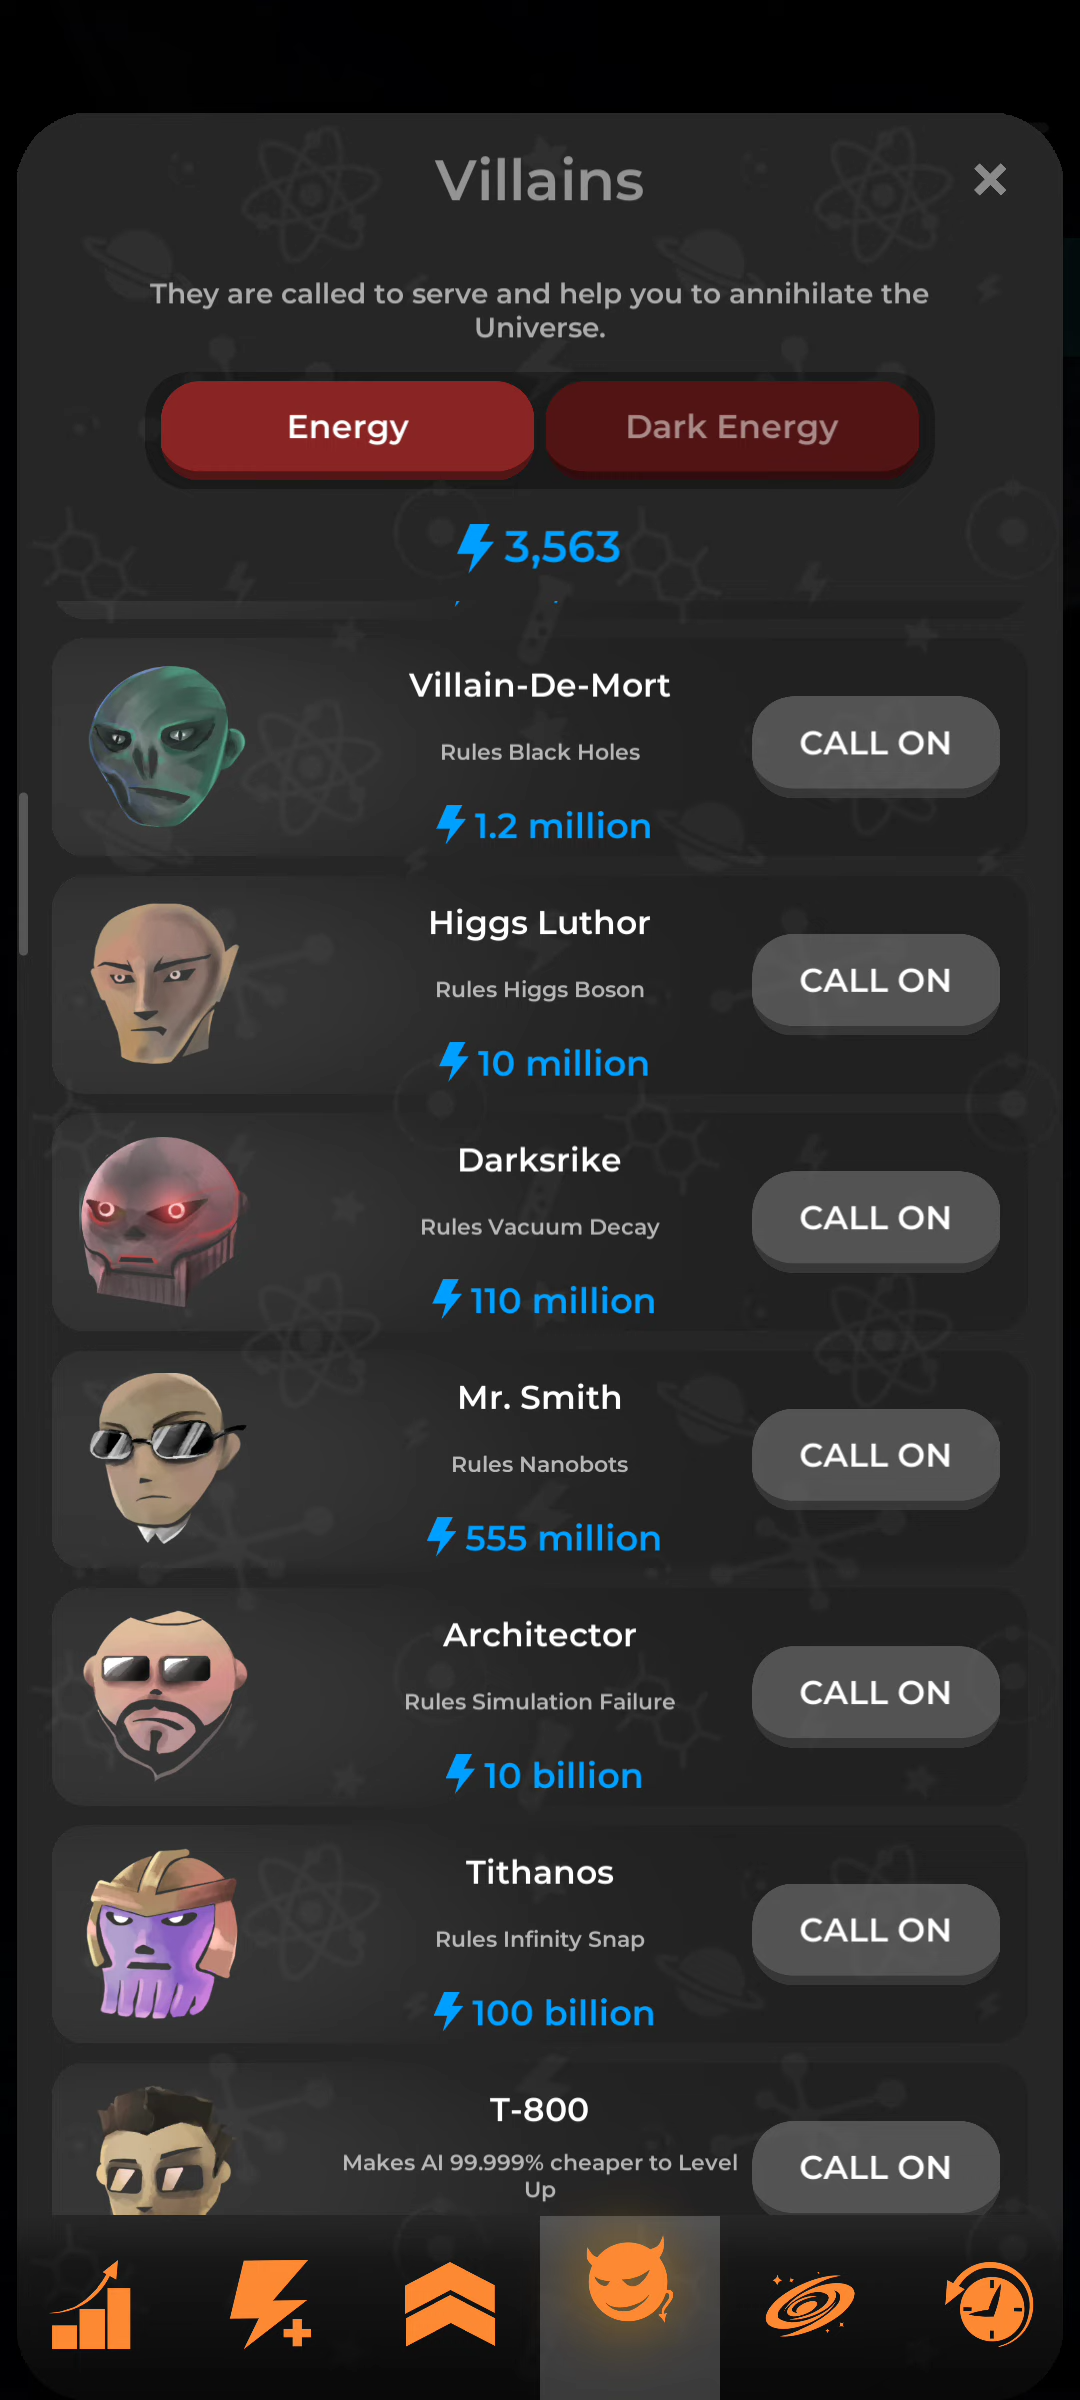 Villains
They are called to serve and help you to annihilate the
Universe.
Energy
Dark Energy
3,563
Villain-De-Mort
Rules Black Holes
1.2 million
CALL ON
Higgs Luthor
Rules Higgs Boson
10 million
CALL ON
Darksrike
Rules Vacuum Decay
110 million
CALL ON
Mr. Smith
Rules Nanobots
555 million
CALL ON
Architector
Rules Simulation Failure
10 billion
CALL ON
Tithanos
Rules Infinity Snap
100 billion
CALL ON
T-800
Makes AI 99.999% cheaper to Level
Up
CALL ON